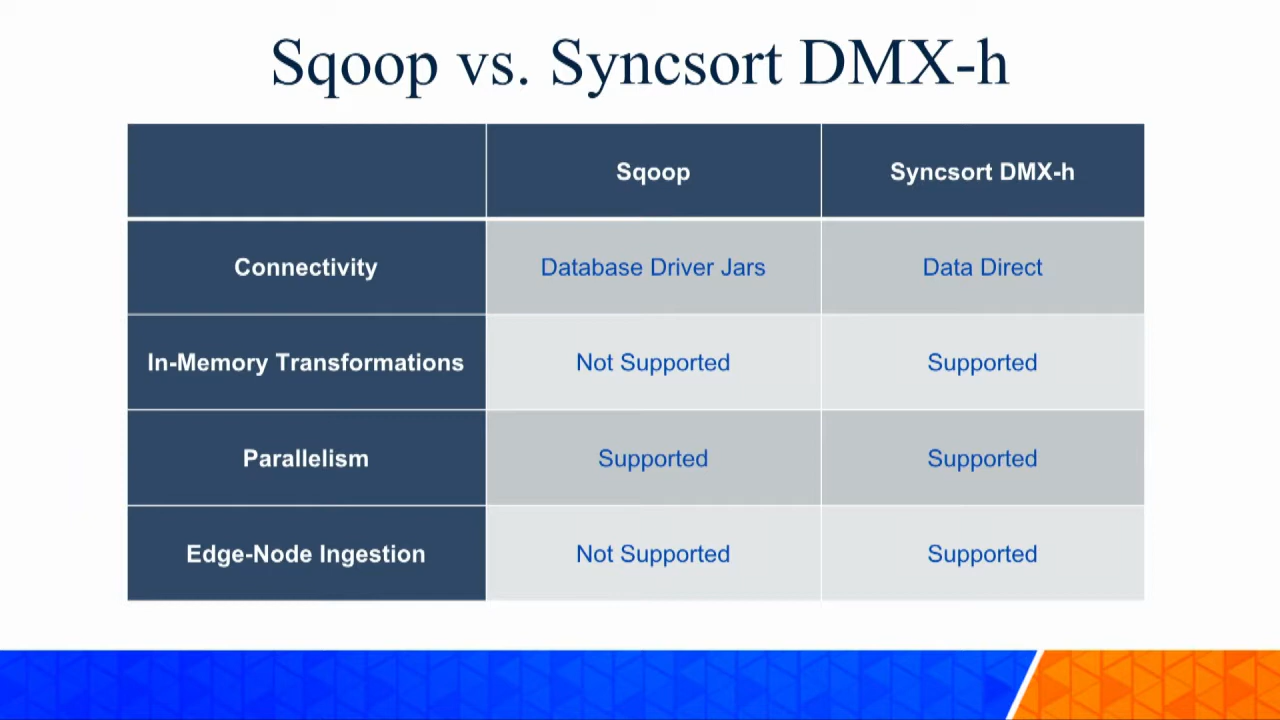 Sqoop vs. Syncsort DMX-h
Sqoop Syncsort DMX-h
Connectivity Database Driver Jars Data Direct
In-Memory Transformations Not Supported Supported
Parallelism Supported Supported
Edge-Node Ingestion Not Supported Supported